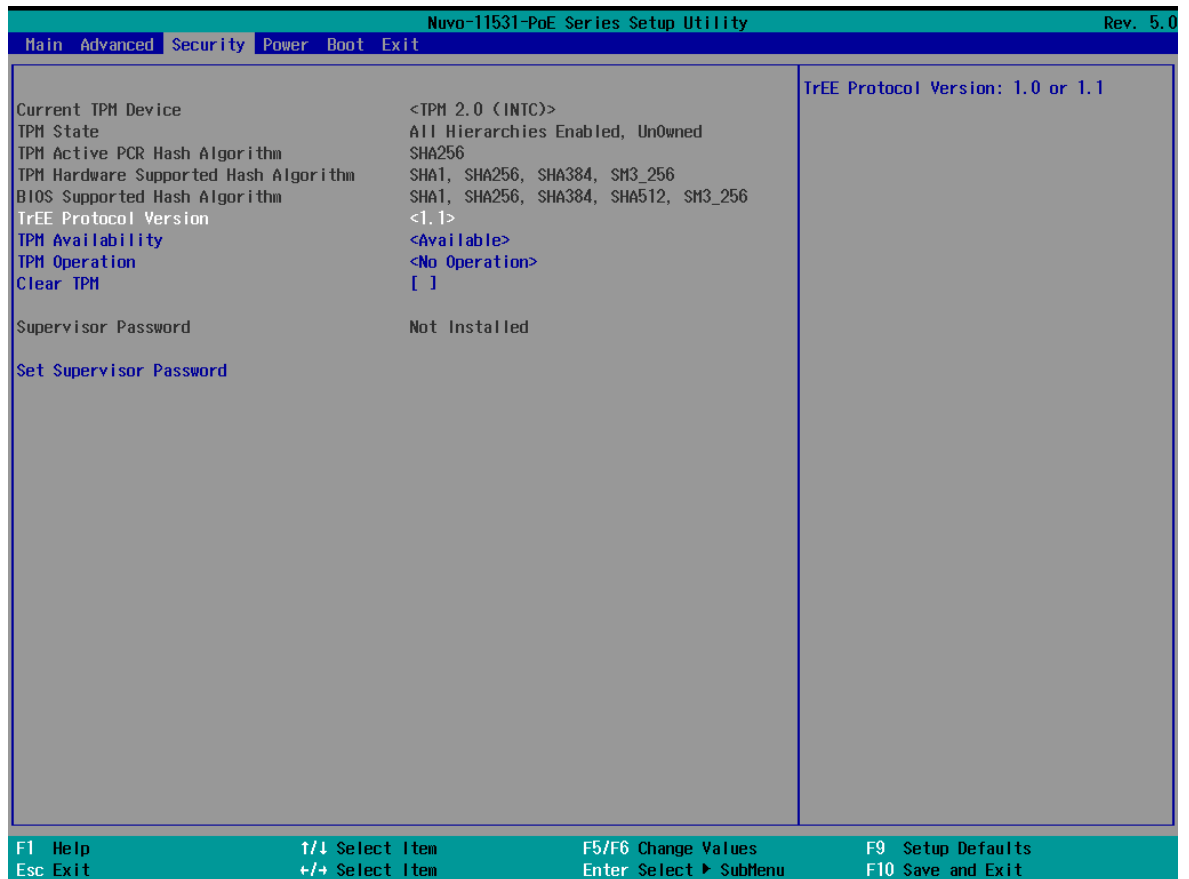 Nuvo-11531-PoE Series Setup Utility Rev. 5.0
Main Advanced Security Power Boot Exit
TrEE Protocol Version: 1.0 or 1.1
Current TPM Device <TPM 2.0 (INTC)>
TPM State All Hierarchies Enabled, UnOwned
TPM Active PCR Hash Algorithm SHA256
TPM Hardware Supported Hash Algorithm SHA1, SHA256, SHA384, SM3_256
BIOS Supported Hash Algorithm SHA1, SHA256, SHA384, SHA512, SM3_256
TrEE Protocol Version <1.1>
TPM Availability <Available>
TPM Operation <No Operation>
Clear TPM [ ]
Supervisor Password Not Installed
Set Supervisor Password
F1 Help ↑/↓ Select Item F5/F6 Change Values F9 Setup Defaults
Esc Exit ←/→ Select Item Enter Select ▶ SubMenu F10 Save and Exit